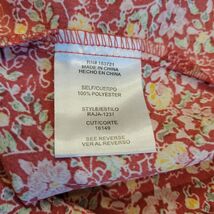 RN# 103721
MADE IN CHINA
HECHO EN CHINA
SELF/CUERPO
100% POLYESTER
STYLE/ESTILO
RAJA-1231
CUT/CORTE
16149
SEE REVERSE
VER AL REVERSO